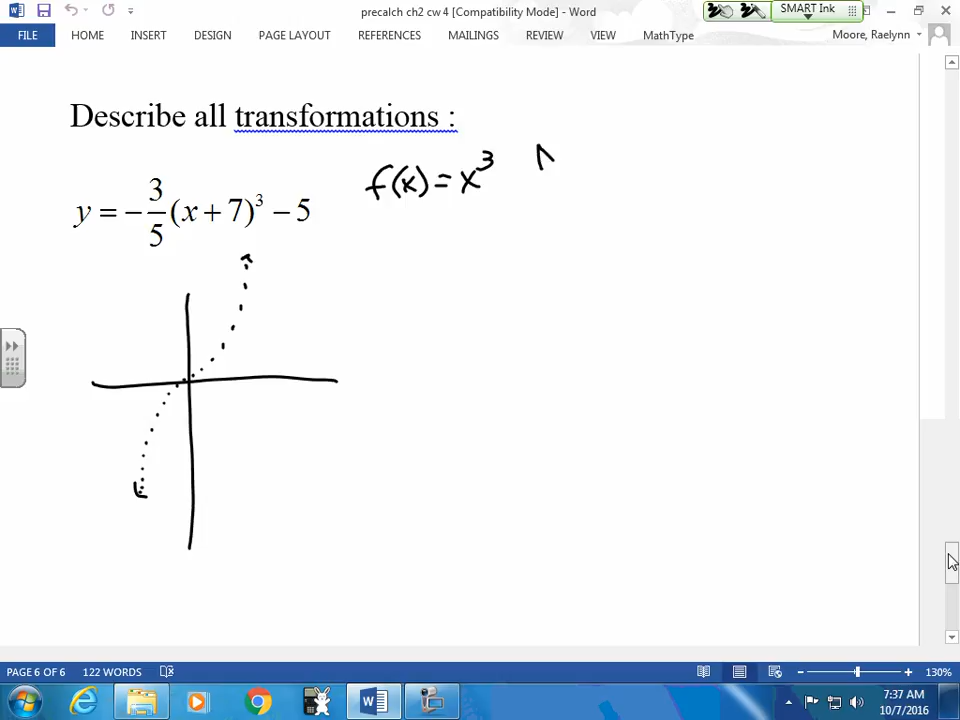 precalch ch2 cw 4 [Compatibility Mode] - Word
SMART Ink
FILE HOME INSERT DESIGN PAGE LAYOUT REFERENCES MAILINGS REVIEW VIEW MathType Moore, Raelynn
Describe all transformations :
f(x) = x³
y = −3/5(x + 7)³ − 5
PAGE 6 OF 6 122 WORDS 130%
7:37 AM
10/7/2016